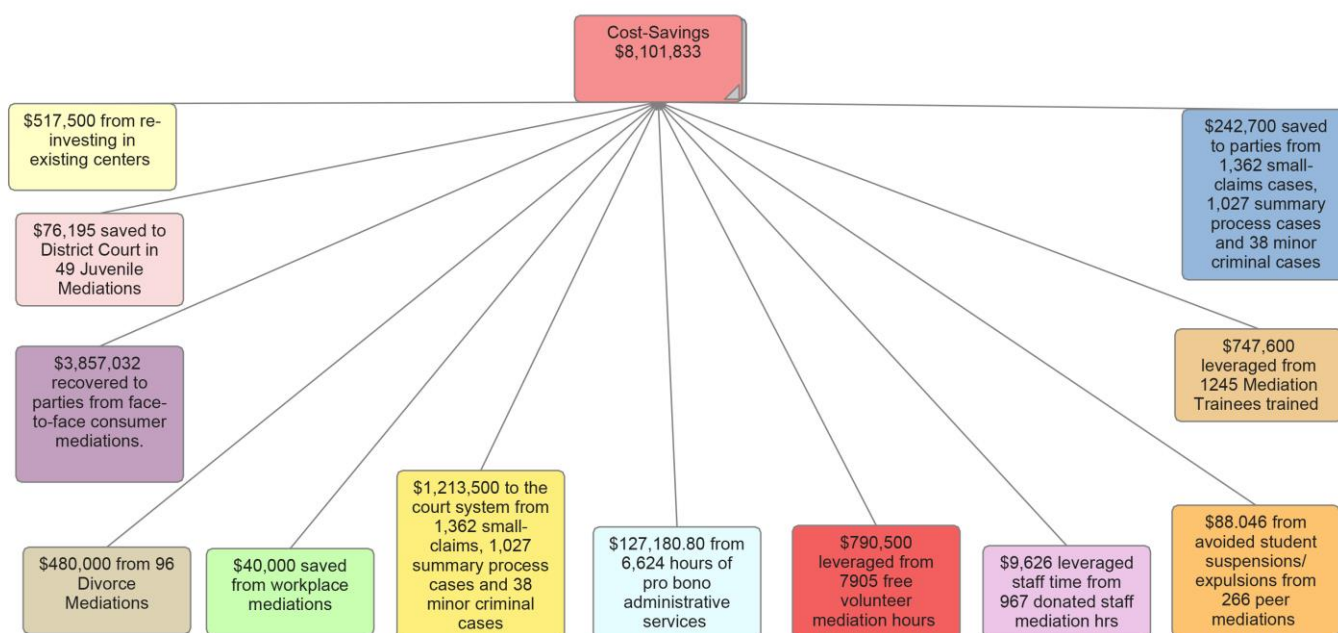 Cost-Savings
$8,101,833
$517,500 from re-
investing in
existing centers
$242,700 saved
to parties from
1,362 small-
claims cases,
1,027 summary
process cases
and 38 minor
criminal cases
$76,195 saved to
District Court in
49 Juvenile
Mediations
$3,857,032
recovered to
parties from face-
to-face consumer
mediations.
$747,600
leveraged from
1245 Mediation
Trainees trained
$480,000 from 96
Divorce
Mediations
$40,000 saved
from workplace
mediations
$1,213,500 to the
court system from
1,362 small-
claims, 1,027
summary process
cases and 38
minor criminal
cases
$127,180.80 from
6,624 hours of
pro bono
administrative
services
$790,500
leveraged from
7905 free
volunteer
mediation hours
$9,626 leveraged
staff time from
967 donated staff
mediation hrs
$88.046 from
avoided student
suspensions/
expulsions from
266 peer
mediations